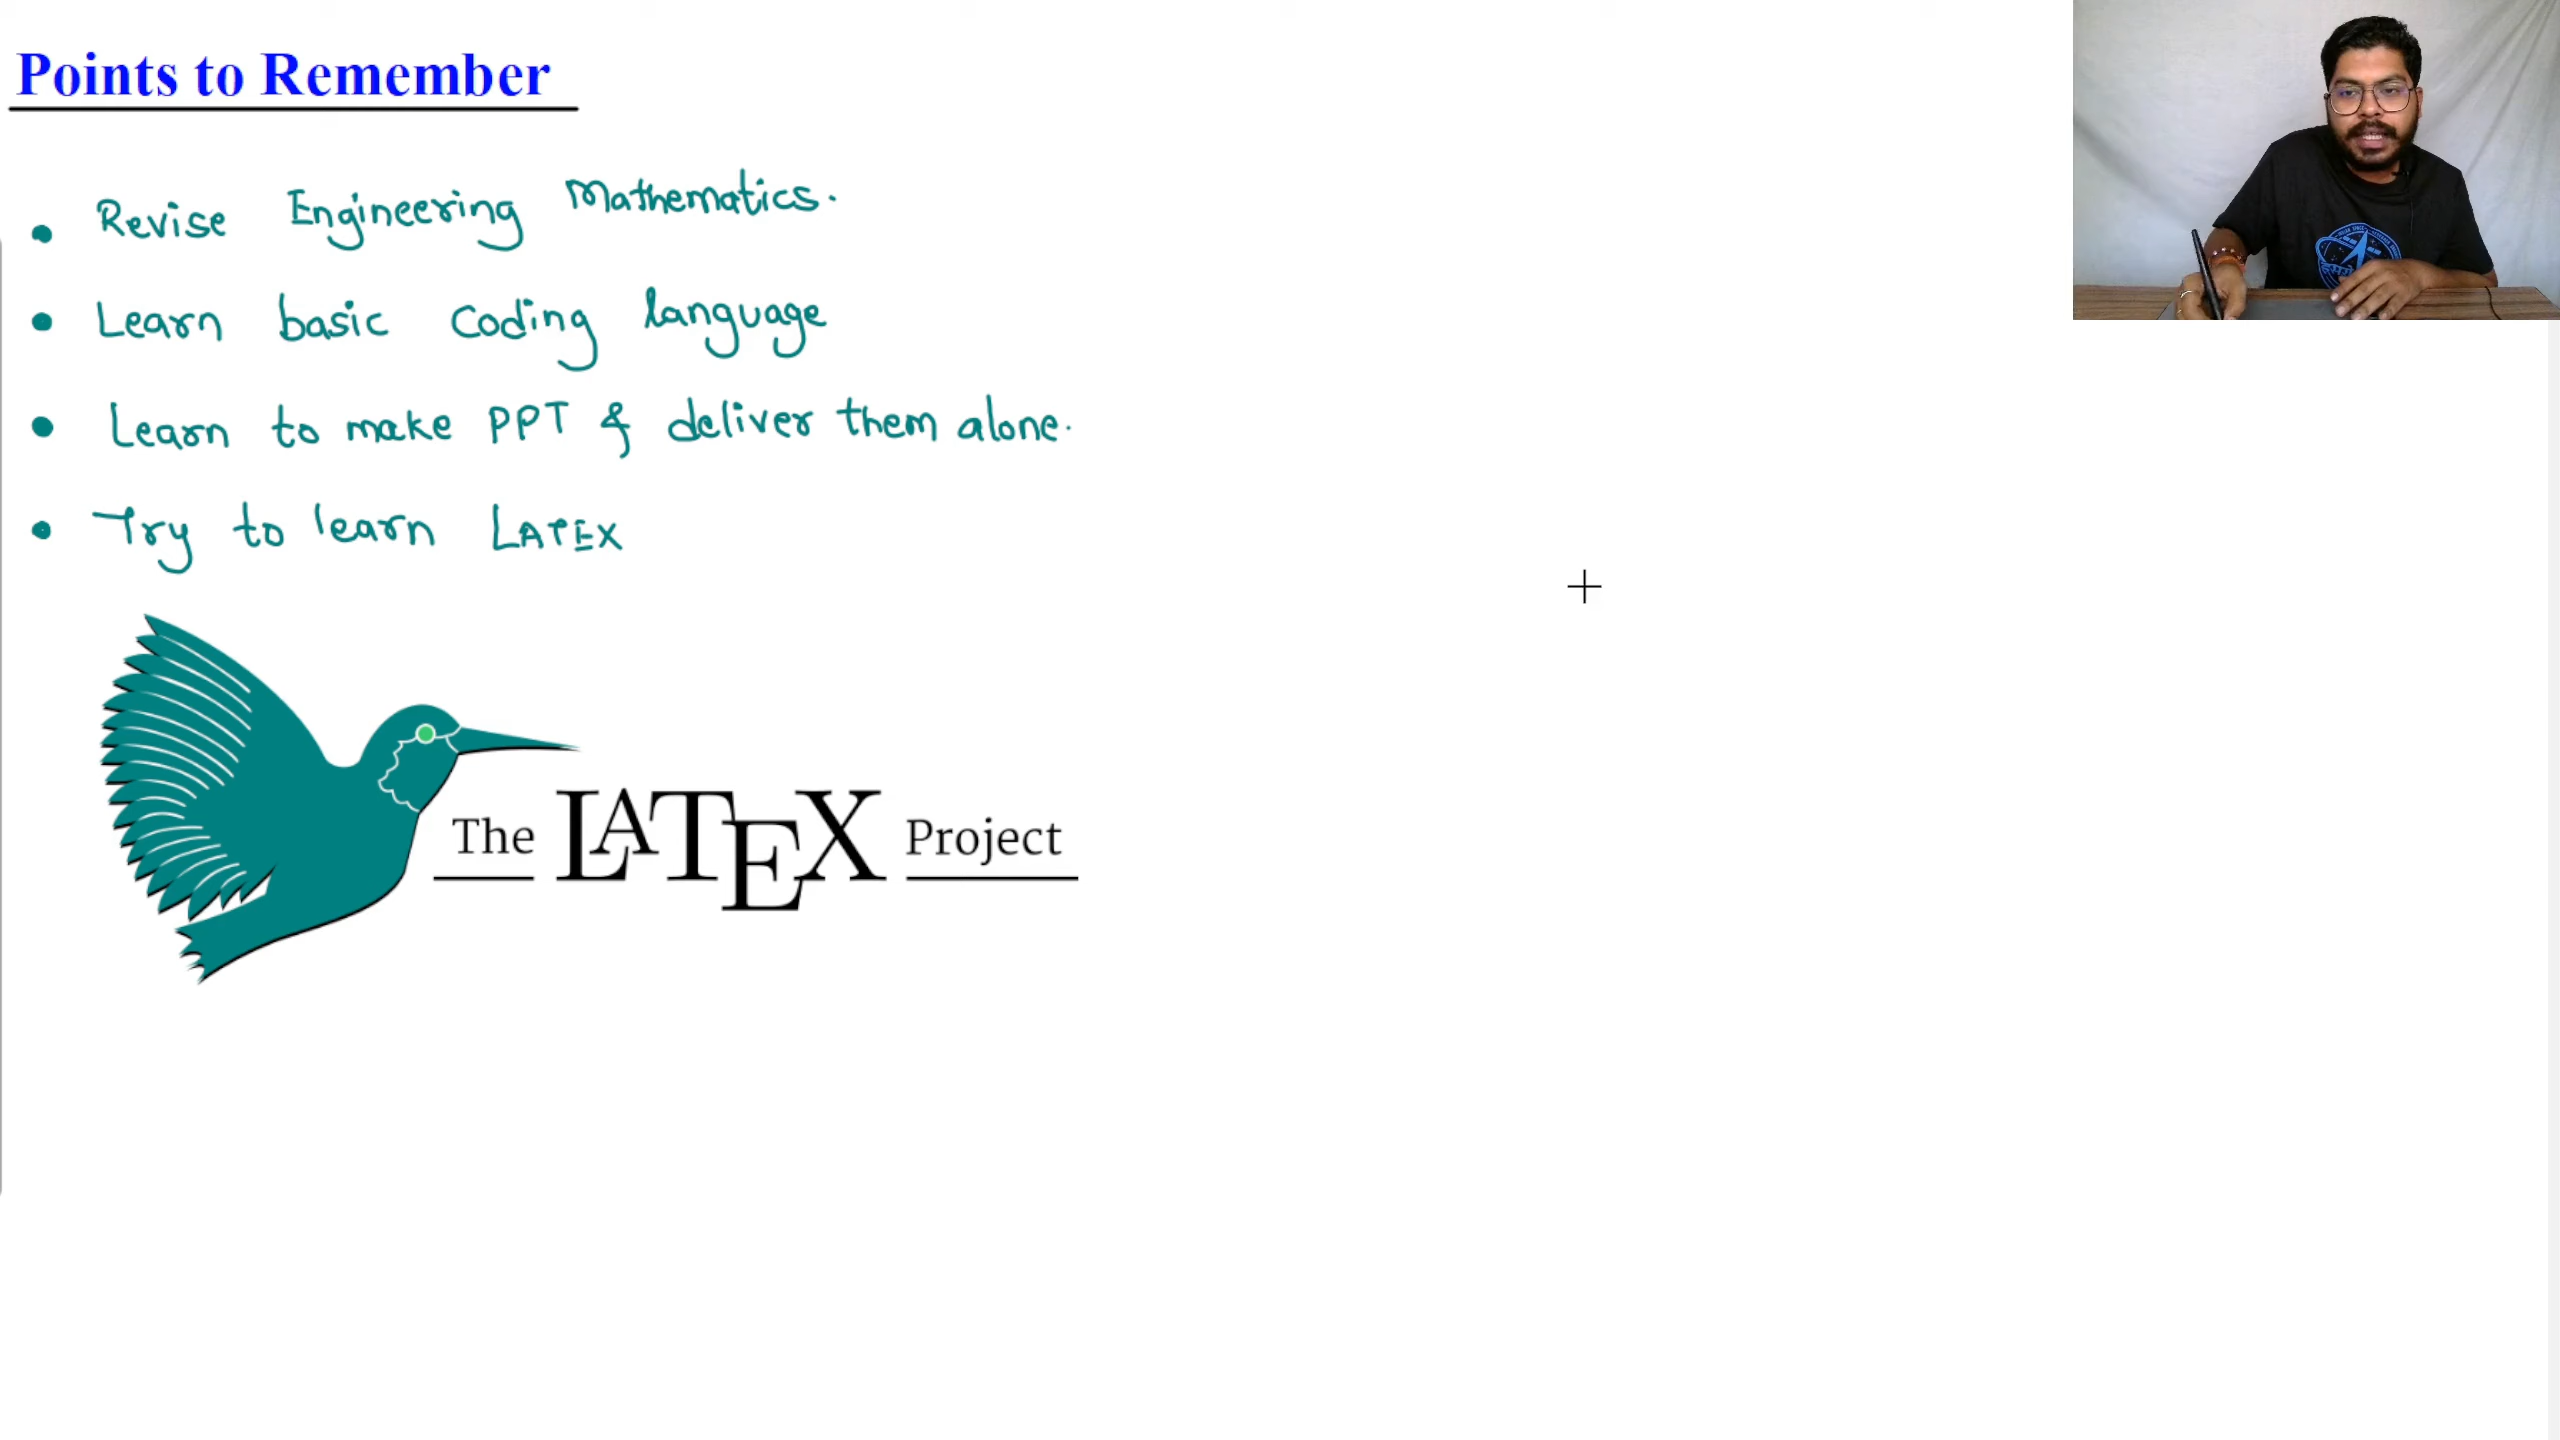 Points to Remember
• Revise Engineering Mathematics.
• Learn basic coding language
• Learn to make PPT & deliver them alone.
• Try to learn LATEX
The LATEX Project